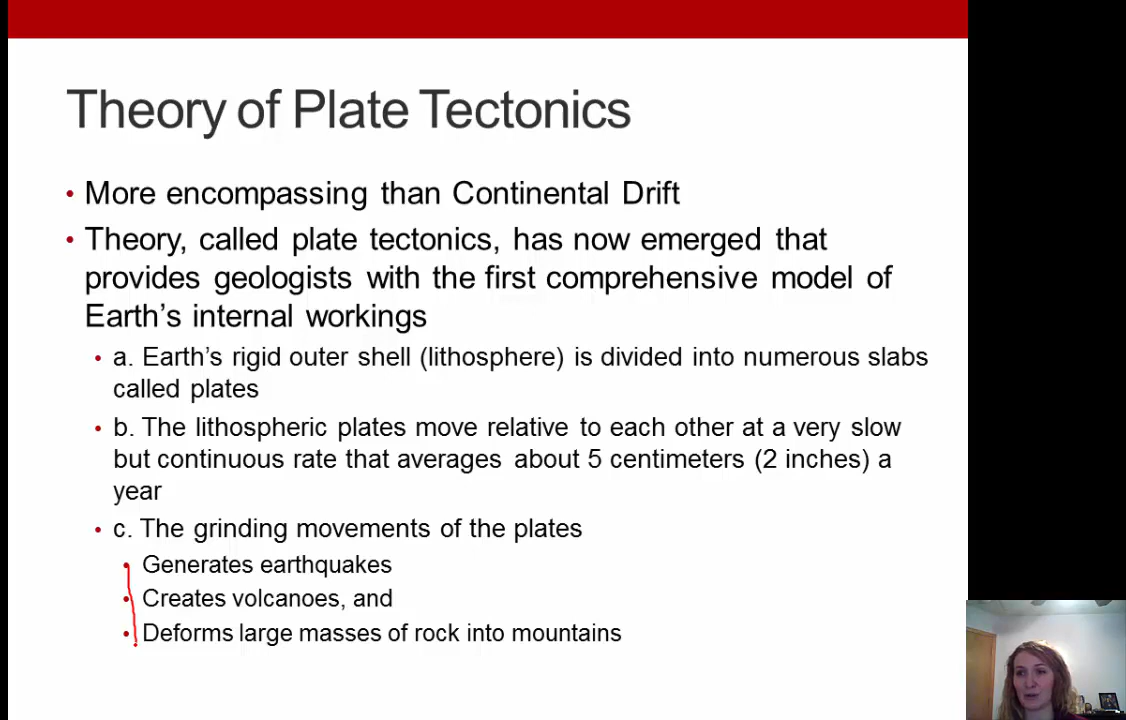 Theory of Plate Tectonics
• More encompassing than Continental Drift
• Theory, called plate tectonics, has now emerged that
provides geologists with the first comprehensive model of
Earth's internal workings
• a. Earth's rigid outer shell (lithosphere) is divided into numerous slabs
called plates
• b. The lithospheric plates move relative to each other at a very slow
but continuous rate that averages about 5 centimeters (2 inches) a
year
• c. The grinding movements of the plates
• Generates earthquakes
• Creates volcanoes, and
• Deforms large masses of rock into mountains